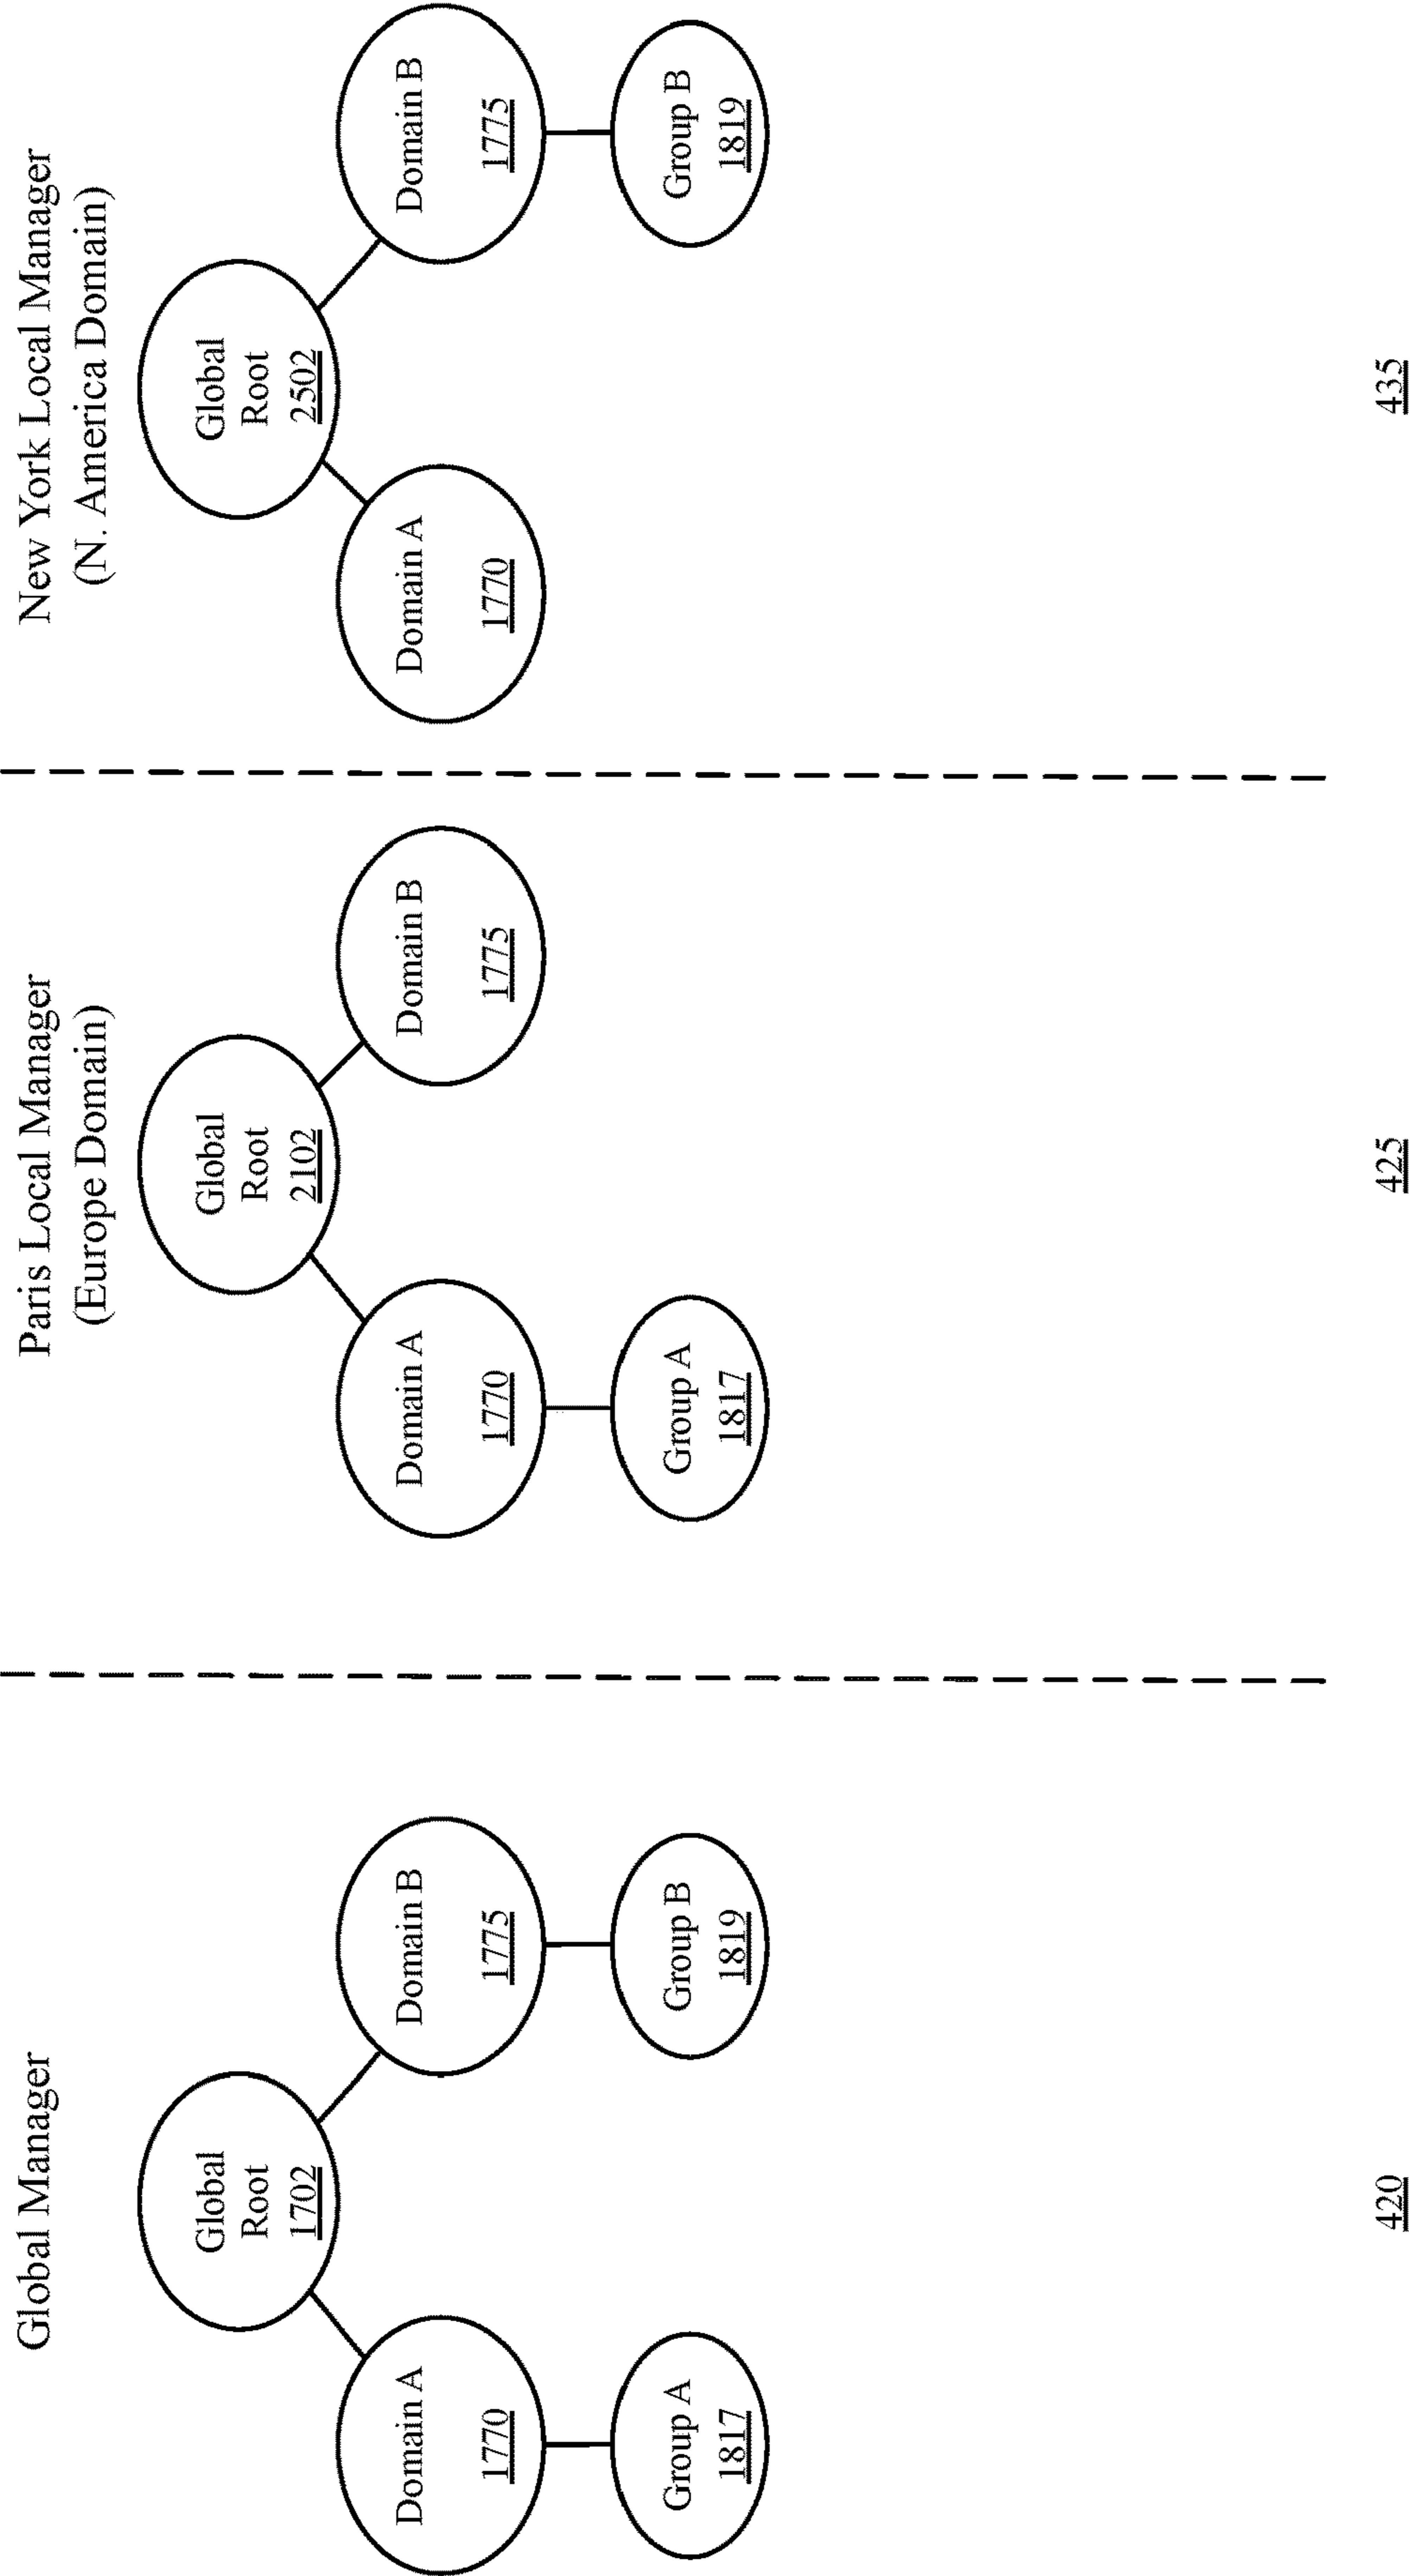 Global Manager
Global
Root
1702
Domain A
1770
Domain B
1775
Group A
1817
Group B
1819
420
Paris Local Manager
(Europe Domain)
Global
Root
2102
Domain A
1770
Domain B
1775
Group A
1817
425
New York Local Manager
(N. America Domain)
Global
Root
2502
Domain A
1770
Domain B
1775
Group B
1819
435